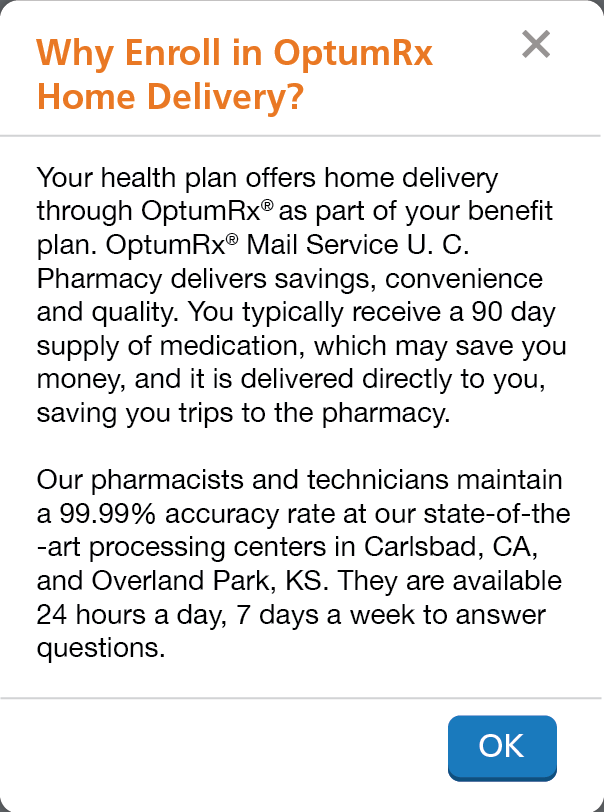 Why Enroll in OptumRx
Home Delivery?
Your health plan offers home delivery
through OptumRx® as part of your benefit
plan. OptumRx® Mail Service U. C.
Pharmacy delivers savings, convenience
and quality. You typically receive a 90 day
supply of medication, which may save you
money, and it is delivered directly to you,
saving you trips to the pharmacy.
Our pharmacists and technicians maintain
a 99.99% accuracy rate at our state-of-the
-art processing centers in Carlsbad, CA,
and Overland Park, KS. They are available
24 hours a day, 7 days a week to answer
questions.
OK